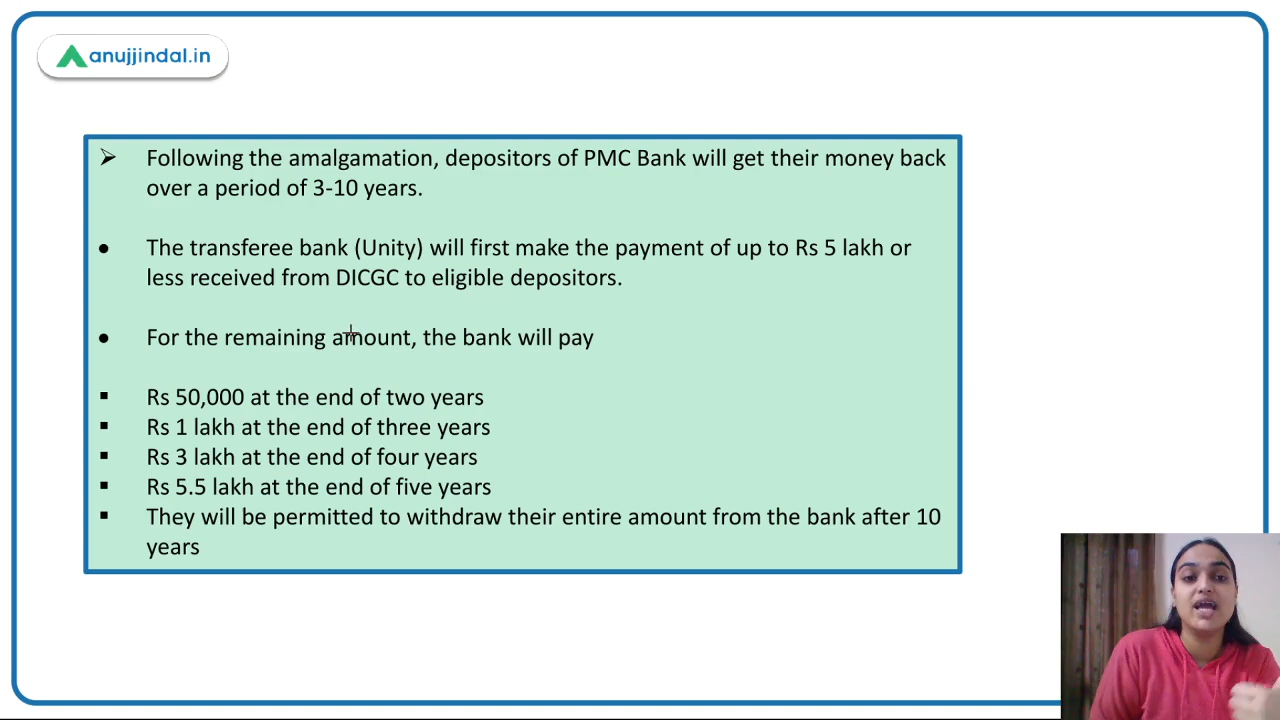 anujjindal.in
➢ Following the amalgamation, depositors of PMC Bank will get their money back
over a period of 3-10 years.
● The transferee bank (Unity) will first make the payment of up to Rs 5 lakh or
less received from DICGC to eligible depositors.
● For the remaining amount, the bank will pay
▪ Rs 50,000 at the end of two years
▪ Rs 1 lakh at the end of three years
▪ Rs 3 lakh at the end of four years
▪ Rs 5.5 lakh at the end of five years
▪ They will be permitted to withdraw their entire amount from the bank after 10
years